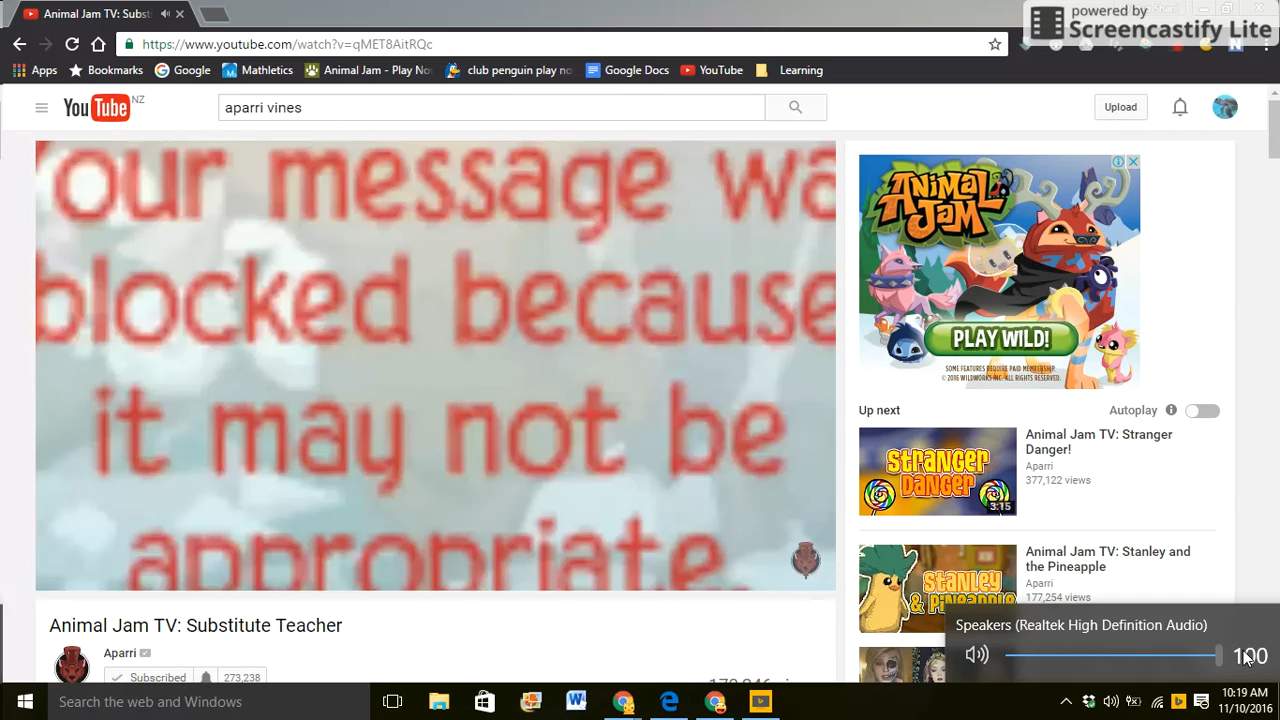 Animal Jam TV: Subst
powered by
Screencastify Lite
https://www.youtube.com/watch?v=qMET8AitRQc
Apps
Bookmarks
Google
Mathletics
Animal Jam - Play No
club penguin play no
Google Docs
YouTube
Learning
YouTube NZ
aparri vines
Upload
our message wa
blocked because
it may not be
appropriate.
ANIMAL JAM
PLAY WILD!
SOME FEATURES REQUIRE PAID MEMBERSHIP.
© 2016 WILDWORKS INC. ALL RIGHTS RESERVED.
Up next
Autoplay
STRANGER DANGER
3:15
Animal Jam TV: Stranger
Danger!
Aparri
377,122 views
STANLEY
& PINEAPPLE
Animal Jam TV: Stanley and
the Pineapple
Aparri
177,254 views
Animal Jam TV: Substitute Teacher
Aparri
Subscribed
273,238
Speakers (Realtek High Definition Audio)
100
Search the web and Windows
10:19 AM
11/10/2016